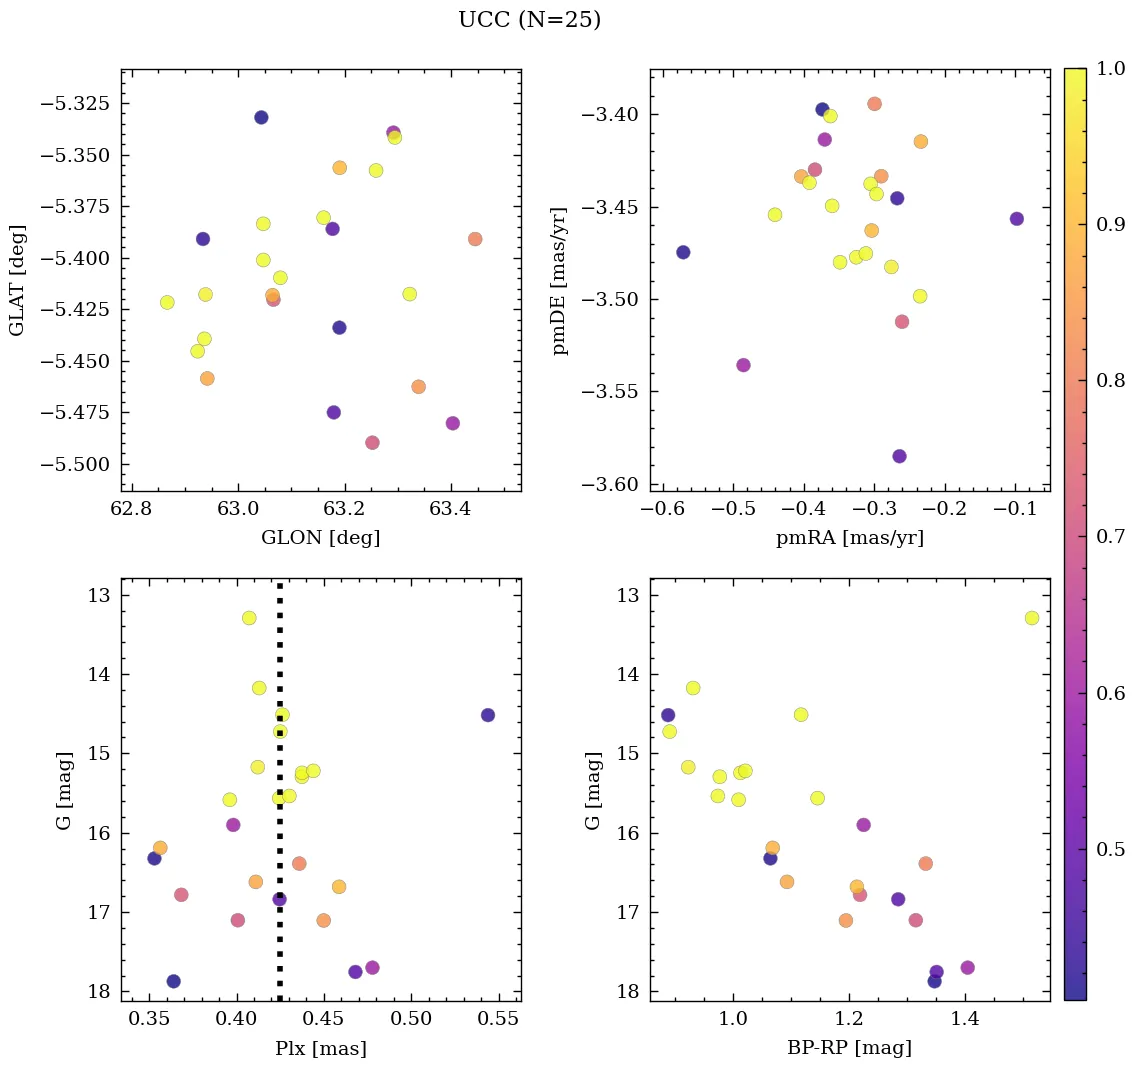 UCC (N=25)
−5.325
−5.350
−5.375
−5.400
−5.425
−5.450
−5.475
−5.500
GLAT [deg]
62.8 63.0 63.2 63.4
GLON [deg]
−3.40
−3.45
−3.50
−3.55
−3.60
pmDE [mas/yr]
−0.6 −0.5 −0.4 −0.3 −0.2 −0.1
pmRA [mas/yr]
1.0
0.9
0.8
0.7
0.6
0.5
13
14
15
16
17
18
G [mag]
0.35 0.40 0.45 0.50 0.55
Plx [mas]
13
14
15
16
17
18
G [mag]
1.0 1.2 1.4
BP-RP [mag]